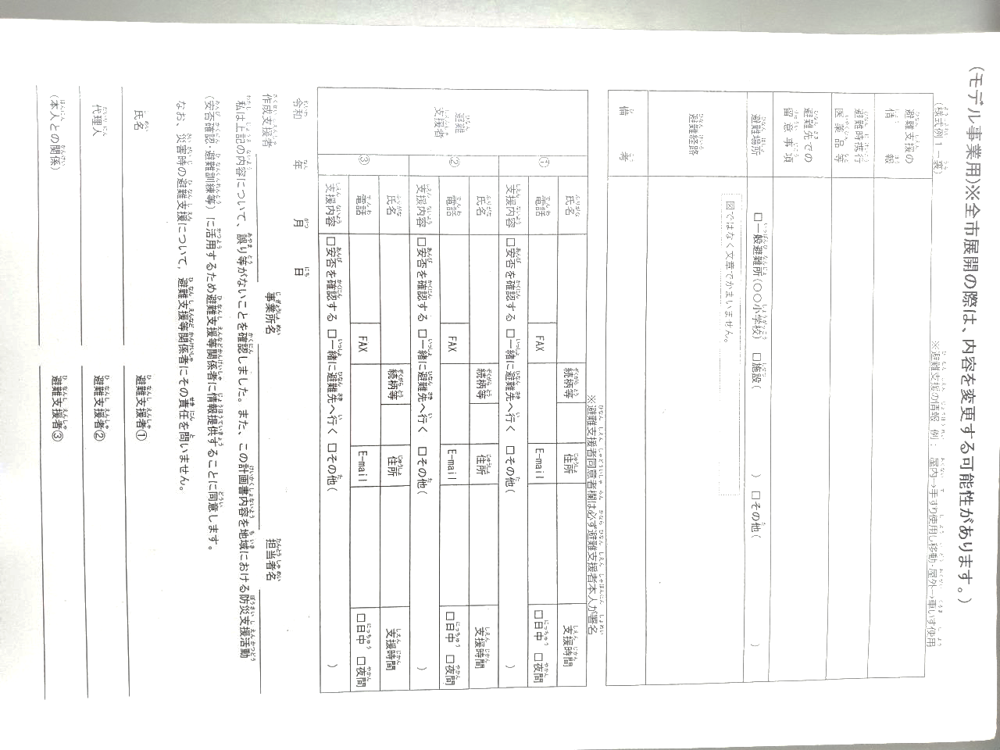 (モデル事業用)※全市展開の際は、内容を変更する可能性があります。)
(様式例1-裏)
※避難支援の情報 例: 屋内→手すり使用し移動・屋外→車いす使用
避難支援の情報
避難時携行医薬品等
避難先での留意事項
避難場所 □一般避難所(〇〇小学校) □施設( ) □その他( )
避難経路 図ではなく文章でかまいません。
備考
※避難支援者同意者欄は必ず避難支援者本人が署名
避難支援者
① 氏名 続柄等 住所 支援時間
電話 FAX E-mail □日中 □夜間
支援内容 □安否を確認する □一緒に避難先へ行く □その他( )
② 氏名 続柄等 住所 支援時間
電話 FAX E-mail □日中 □夜間
支援内容 □安否を確認する □一緒に避難先へ行く □その他( )
③ 氏名 続柄等 住所 支援時間
電話 FAX E-mail □日中 □夜間
支援内容 □安否を確認する □一緒に避難先へ行く □その他( )
令和 年 月 日
作成支援者 事業所名 担当者名
私は上記の内容について、誤り等がないことを確認しました。また、この計画書内容を地域における防災支援活動
(安否確認・避難訓練等)に活用するため避難支援等関係者に情報提供することに同意します。
なお、災害時の避難支援について、避難支援等関係者にその責任を問いません。
氏名 避難支援者①
代理人 避難支援者②
(本人との関係) 避難支援者③